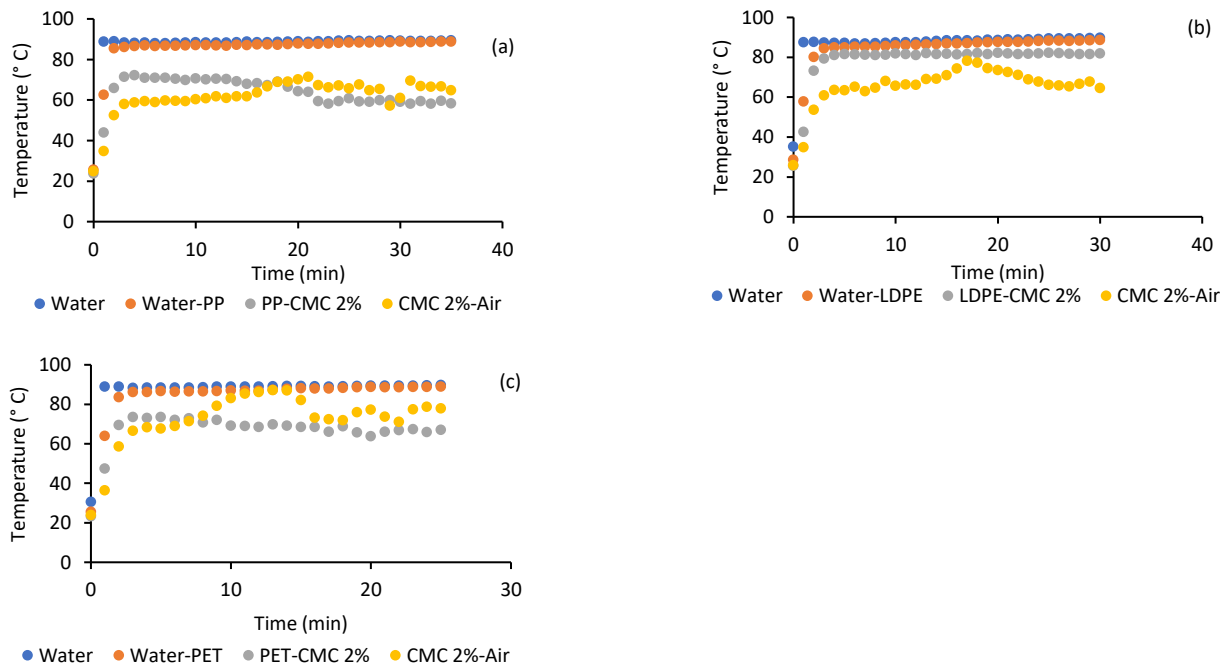 (a)
Temperature (° C)
100
80
60
40
20
0
0 10 20 30 40
Time (min)
Water Water-PP PP-CMC 2% CMC 2%-Air
(b)
Temperature (° C)
100
80
60
40
20
0
0 10 20 30 40
Time (min)
Water Water-LDPE LDPE-CMC 2% CMC 2%-Air
(c)
Temperature (° C)
100
80
60
40
20
0
0 10 20 30
Time (min)
Water Water-PET PET-CMC 2% CMC 2%-Air